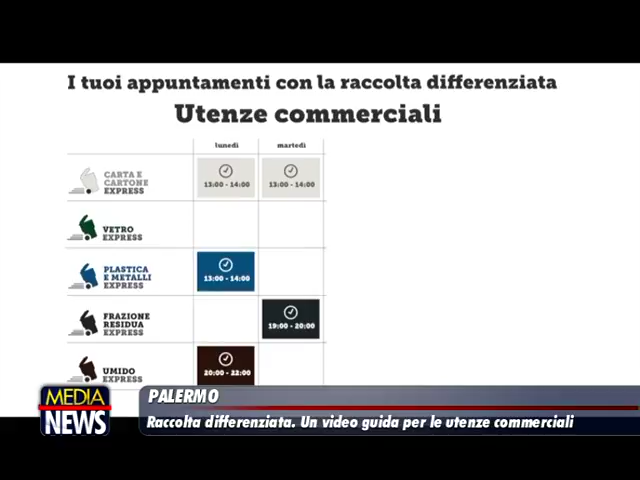 I tuoi appuntamenti con la raccolta differenziata
Utenze commerciali
lunedì martedì
CARTA E
CARTONE
EXPRESS
13:00 - 14:00 13:00 - 14:00
VETRO
EXPRESS
PLASTICA
E METALLI
EXPRESS
13:00 - 14:00
FRAZIONE
RESIDUA
EXPRESS
19:00 - 20:00
UMIDO
EXPRESS
20:00 - 22:00
MEDIA
NEWS
PALERMO
Raccolta differenziata. Un video guida per le utenze commerciali